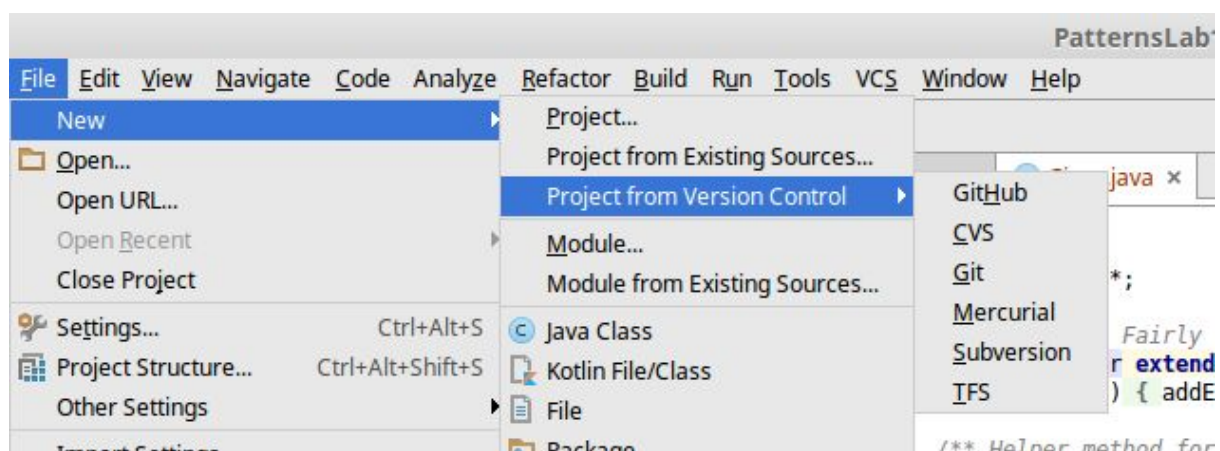 PatternsLab
File Edit View Navigate Code Analyze Refactor Build Run Tools VCS Window Help
New
Open...
Open URL...
Open Recent
Close Project
Settings... Ctrl+Alt+S
Project Structure... Ctrl+Alt+Shift+S
Other Settings
Project...
Project from Existing Sources...
Project from Version Control
Module...
Module from Existing Sources...
Java Class
Kotlin File/Class
File
Package
GitHub
CVS
Git
Mercurial
Subversion
TFS
java ×
*;
Fairly
r extend
) { addE
/** Helper method for